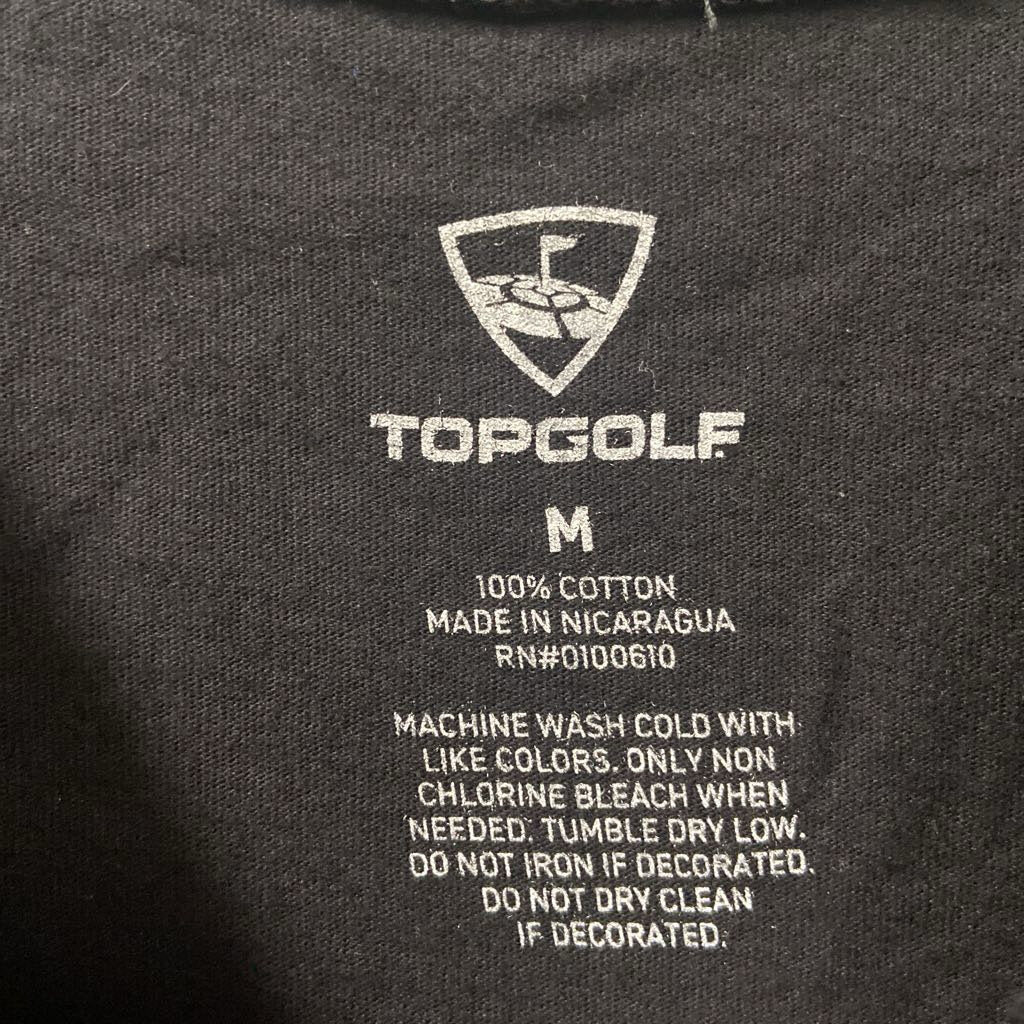 TOPGOLF
M
100% COTTON
MADE IN NICARAGUA
RN#0100610
MACHINE WASH COLD WITH
LIKE COLORS. ONLY NON
CHLORINE BLEACH WHEN
NEEDED. TUMBLE DRY LOW.
DO NOT IRON IF DECORATED.
DO NOT DRY CLEAN
IF DECORATED.